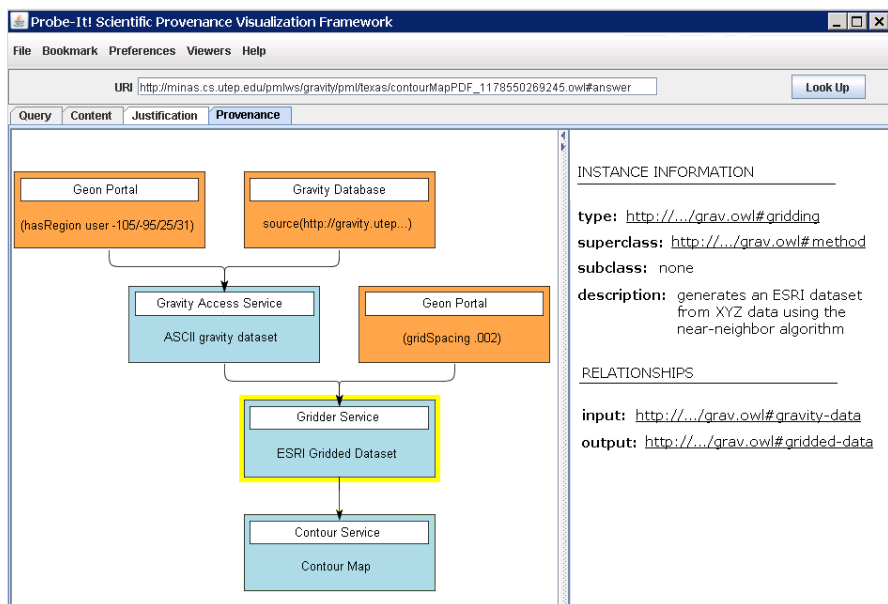 Probe-It! Scientific Provenance Visualization Framework
File Bookmark Preferences Viewers Help
URI http://minas.cs.utep.edu/pmlws/gravity/pml/texas/contourMapPDF_1178550269245.owl#answer Look Up
Query Content Justification Provenance
Geon Portal
(hasRegion user -105/-95/25/31)
Gravity Database
source(http://gravity.utep...)
Gravity Access Service
ASCII gravity dataset
Geon Portal
(gridSpacing .002)
Gridder Service
ESRI Gridded Dataset
Contour Service
Contour Map
INSTANCE INFORMATION
type: http://.../grav.owl#gridding
superclass: http://.../grav.owl#method
subclass: none
description: generates an ESRI dataset
from XYZ data using the
near-neighbor algorithm
RELATIONSHIPS
input: http://.../grav.owl#gravity-data
output: http://.../grav.owl#gridded-data